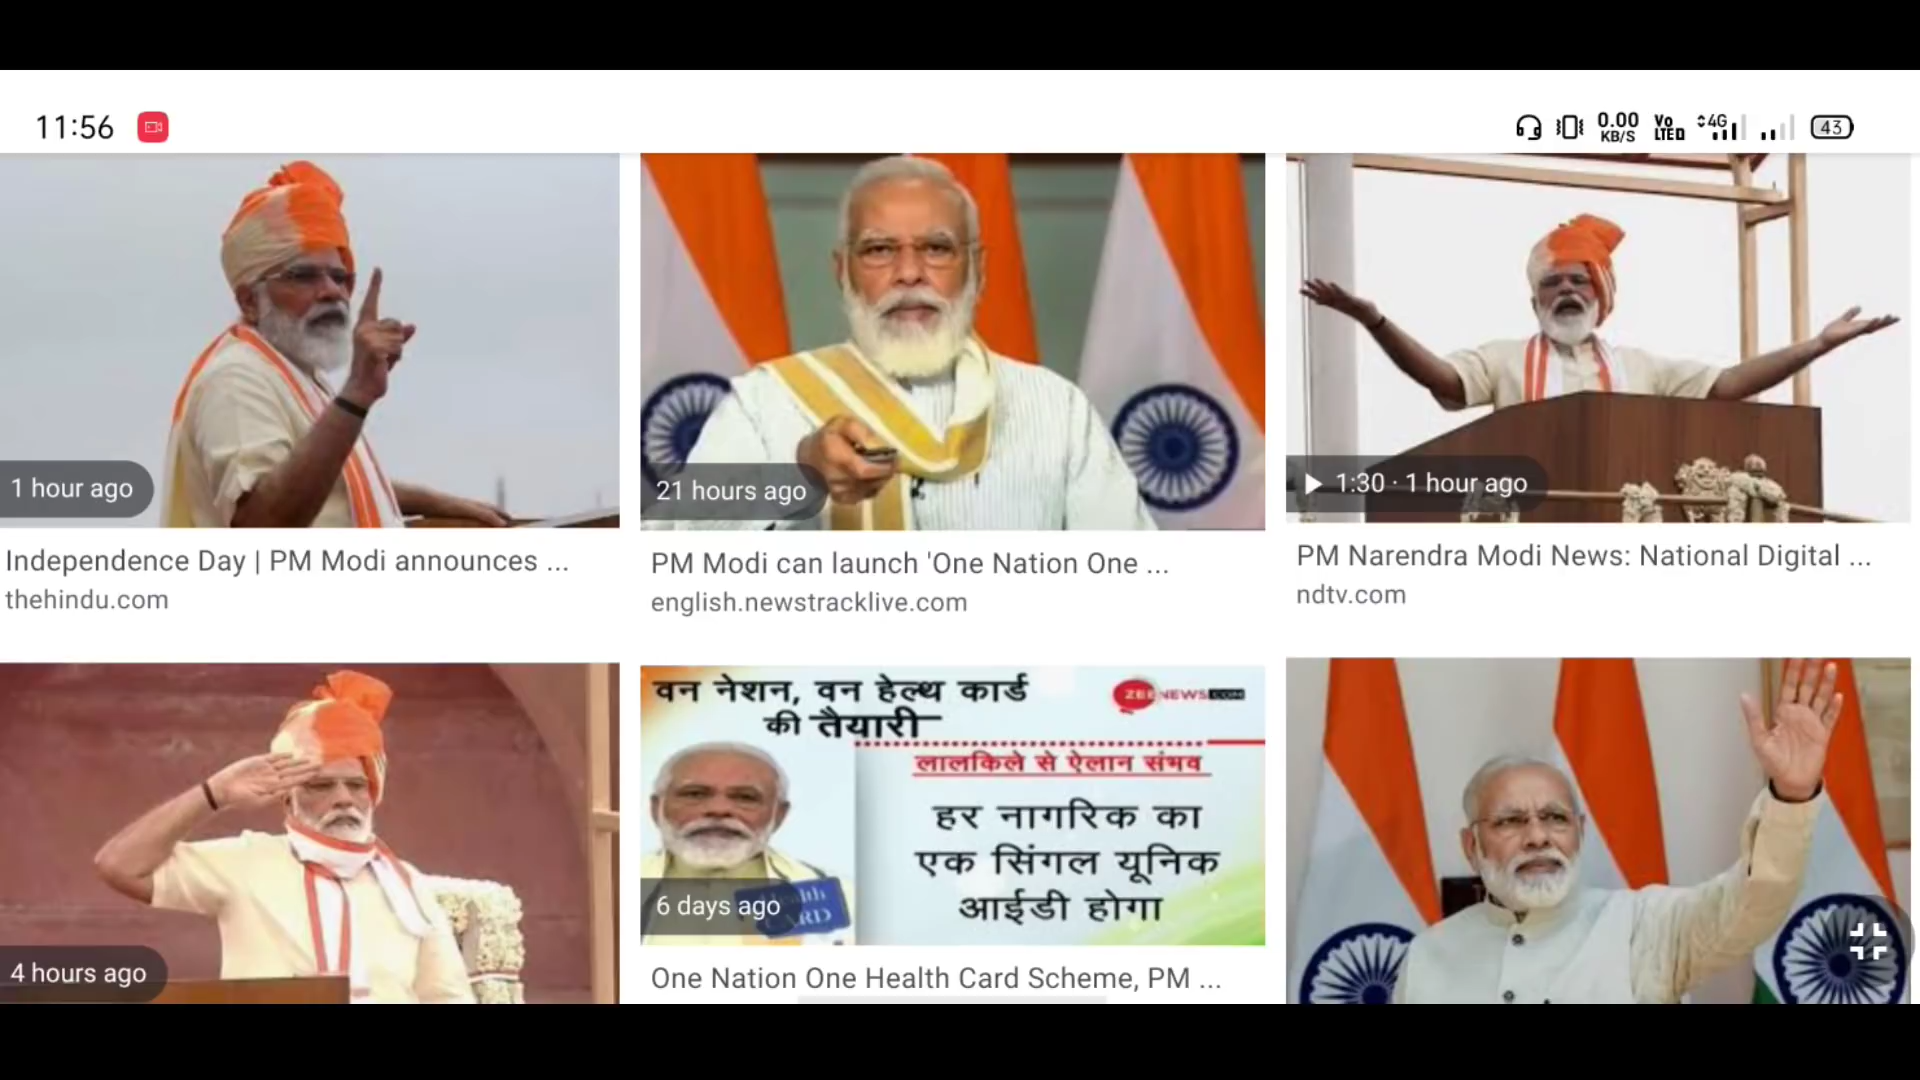 11:56
0.00
KB/S
Vo
LTE
4G
43
1 hour ago
21 hours ago
1:30 · 1 hour ago
Independence Day | PM Modi announces ...
thehindu.com
PM Modi can launch 'One Nation One ...
english.newstracklive.com
PM Narendra Modi News: National Digital ...
ndtv.com
वन नेशन, वन हेल्थ कार्ड
की तैयारी
ZEENEWS.COM
लालकिले से ऐलान संभव
हर नागरिक का
एक सिंगल यूनिक
आईडी होगा
6 days ago
4 hours ago
One Nation One Health Card Scheme, PM ...